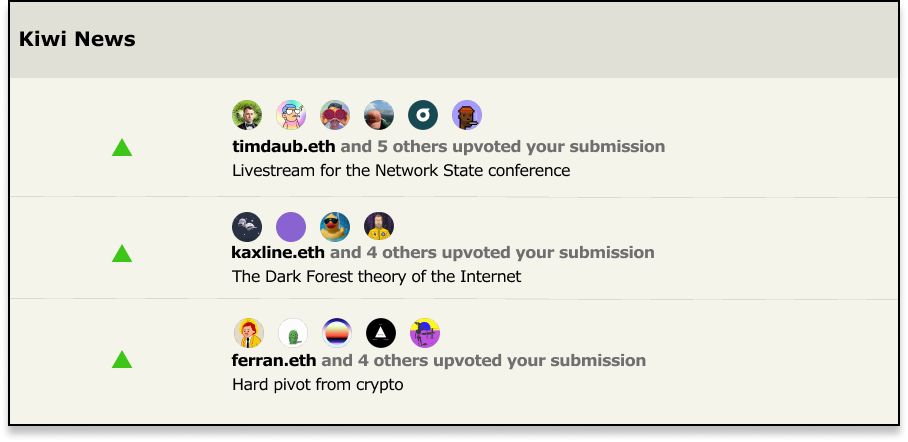 Kiwi News
timdaub.eth and 5 others upvoted your submission
Livestream for the Network State conference
kaxline.eth and 4 others upvoted your submission
The Dark Forest theory of the Internet
ferran.eth and 4 others upvoted your submission
Hard pivot from crypto